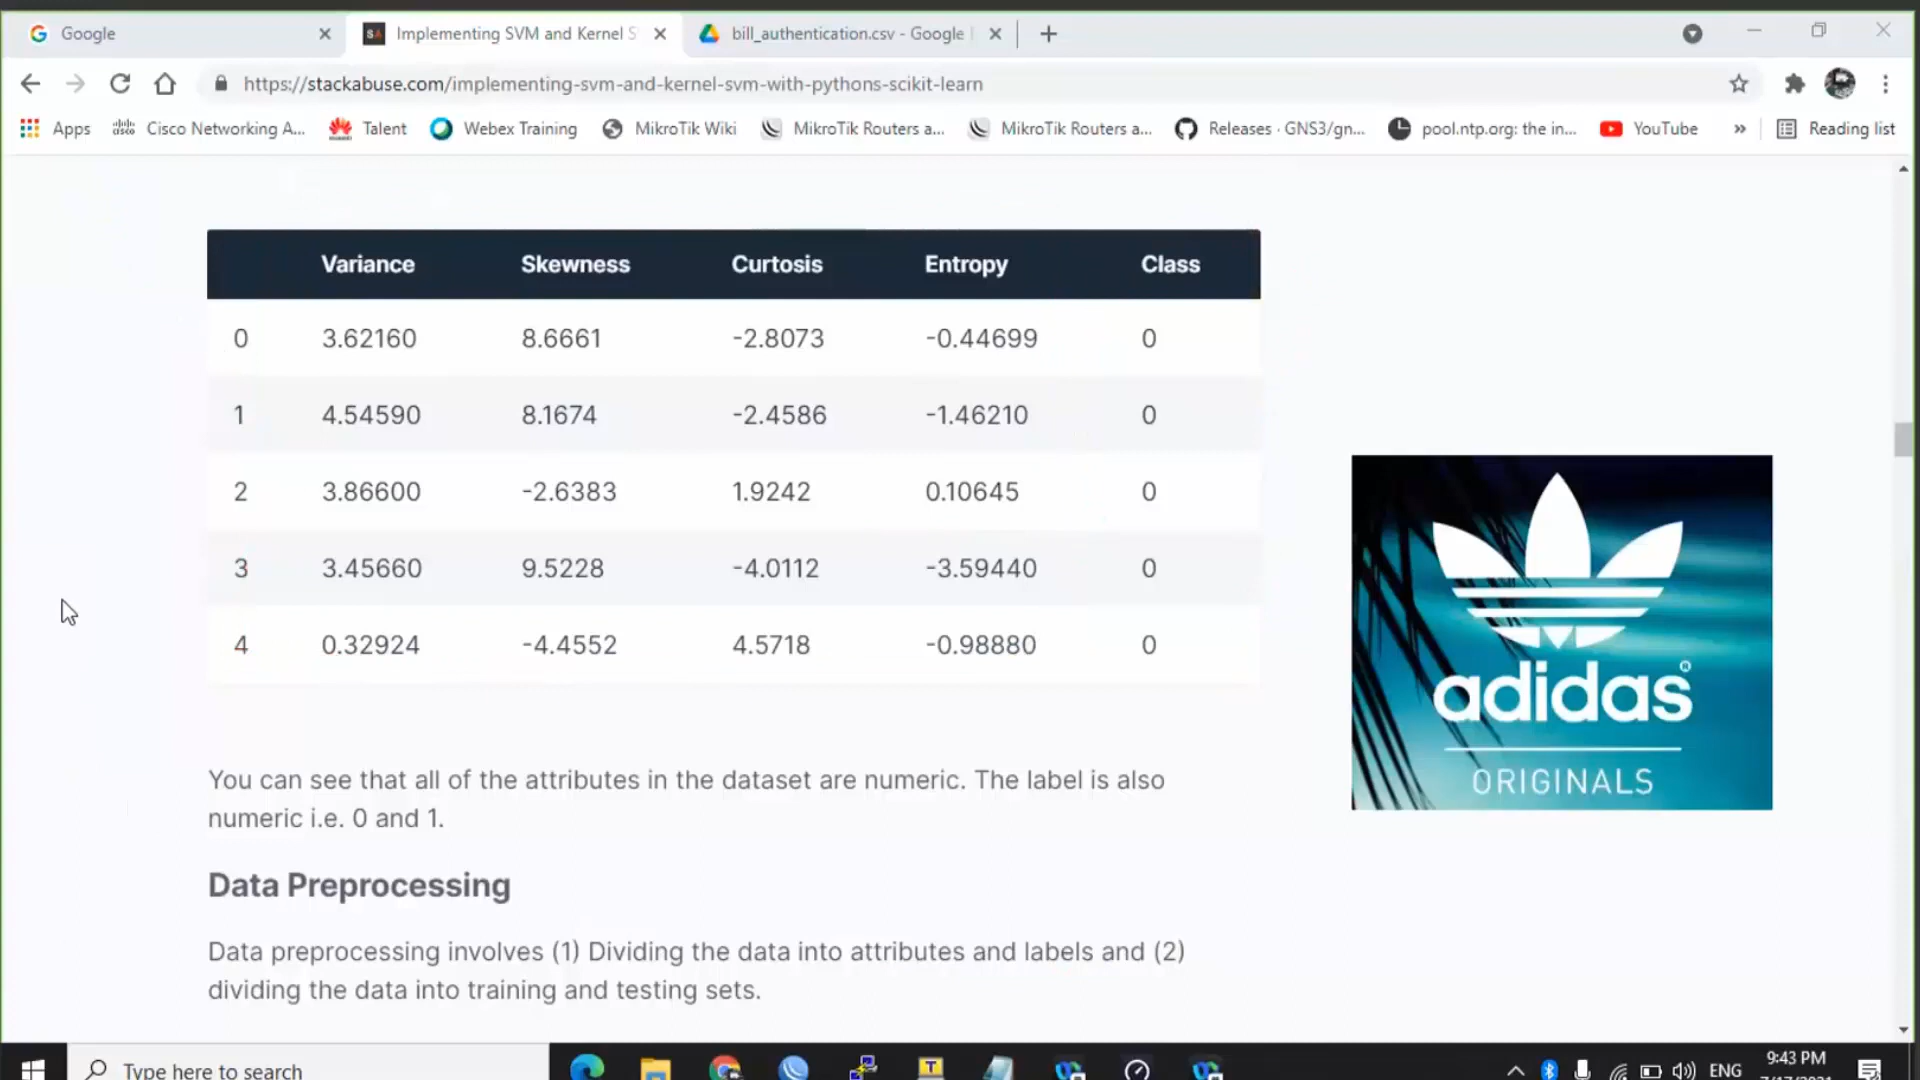 Google
Implementing SVM and Kernel S
bill_authentication.csv - Google
https://stackabuse.com/implementing-svm-and-kernel-svm-with-pythons-scikit-learn
Apps
Cisco Networking A...
Talent
Webex Training
MikroTik Wiki
MikroTik Routers a...
MikroTik Routers a...
Releases · GNS3/gn...
pool.ntp.org: the in...
YouTube
»
Reading list
Variance Skewness Curtosis Entropy Class
0 3.62160 8.6661 -2.8073 -0.44699 0
1 4.54590 8.1674 -2.4586 -1.46210 0
2 3.86600 -2.6383 1.9242 0.10645 0
3 3.45660 9.5228 -4.0112 -3.59440 0
4 0.32924 -4.4552 4.5718 -0.98880 0
adidas®
ORIGINALS
You can see that all of the attributes in the dataset are numeric. The label is also
numeric i.e. 0 and 1.
Data Preprocessing
Data preprocessing involves (1) Dividing the data into attributes and labels and (2)
dividing the data into training and testing sets.
Type here to search
ENG
9:43 PM